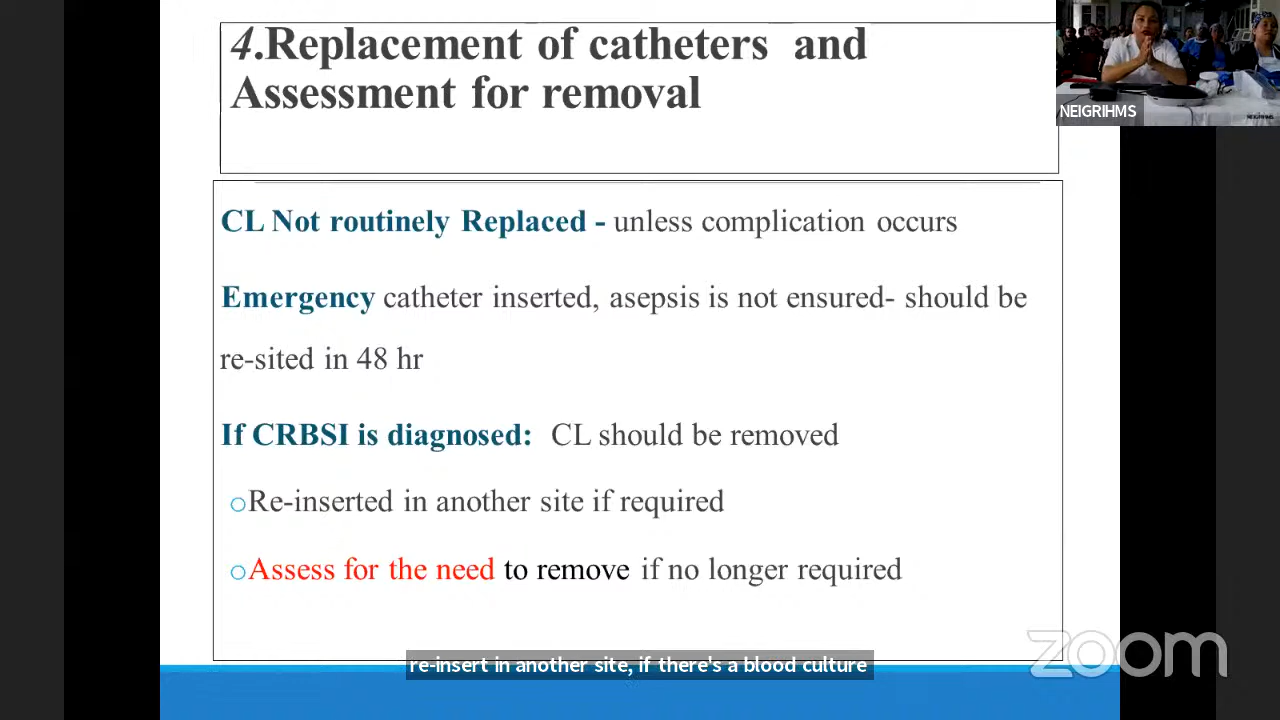 4.Replacement of catheters and
Assessment for removal
NEIGRIHMS
CL Not routinely Replaced - unless complication occurs
Emergency catheter inserted, asepsis is not ensured- should be
re-sited in 48 hr
If CRBSI is diagnosed: CL should be removed
oRe-inserted in another site if required
oAssess for the need to remove if no longer required
re-insert in another site, if there's a blood culture
zoom